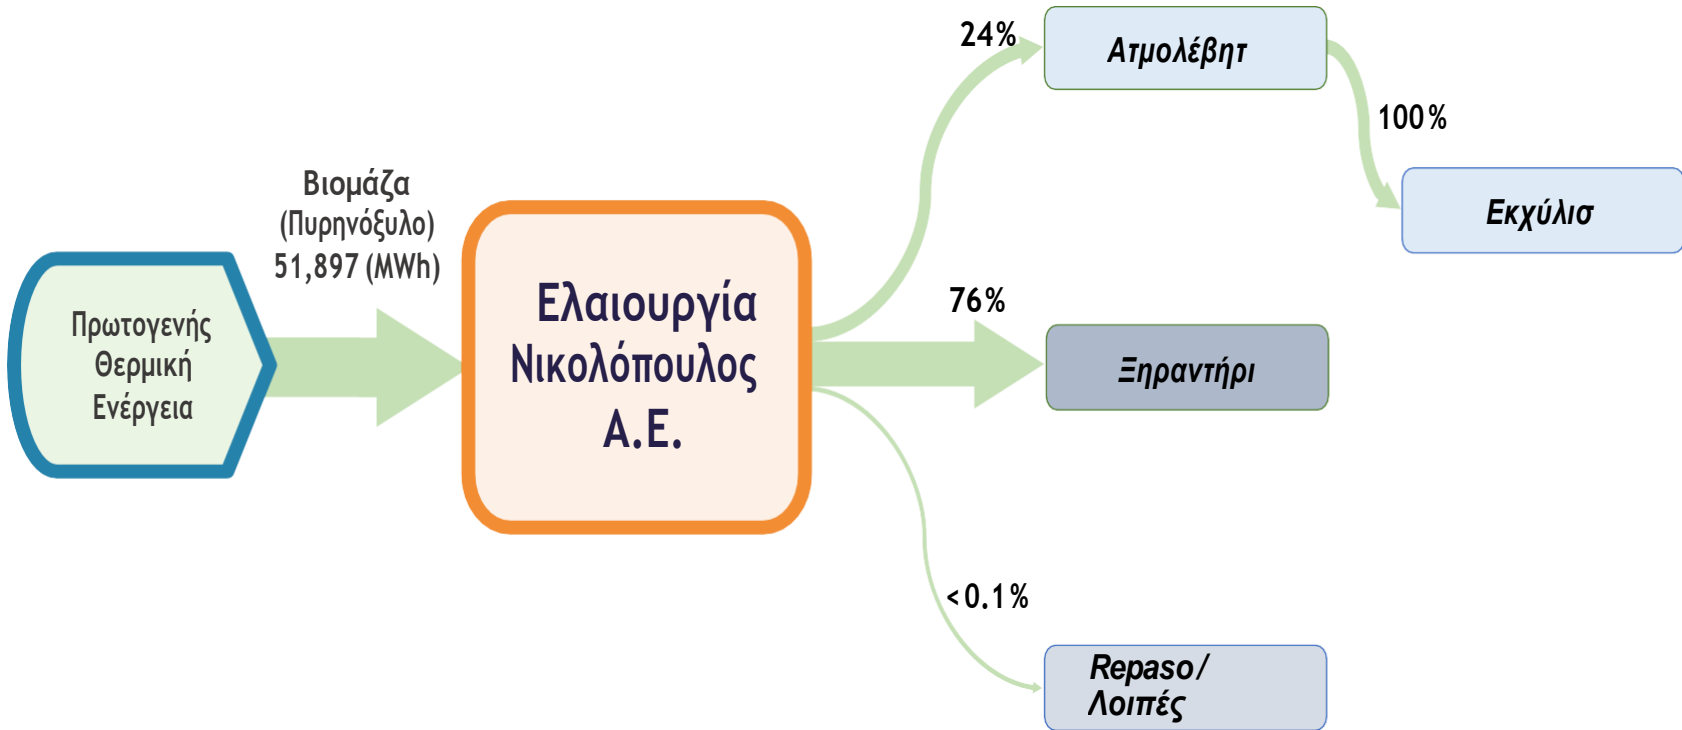 24%
Ατμολέβητ
100%
Εκχύλισ
Βιομάζα
(Πυρηνόξυλο)
51,897 (MWh)
Πρωτογενής
Θερμική
Ενέργεια
Ελαιουργία
Νικολόπουλος
Α.Ε.
76%
Ξηραντήρι
<0.1%
Repaso/
Λοιπές